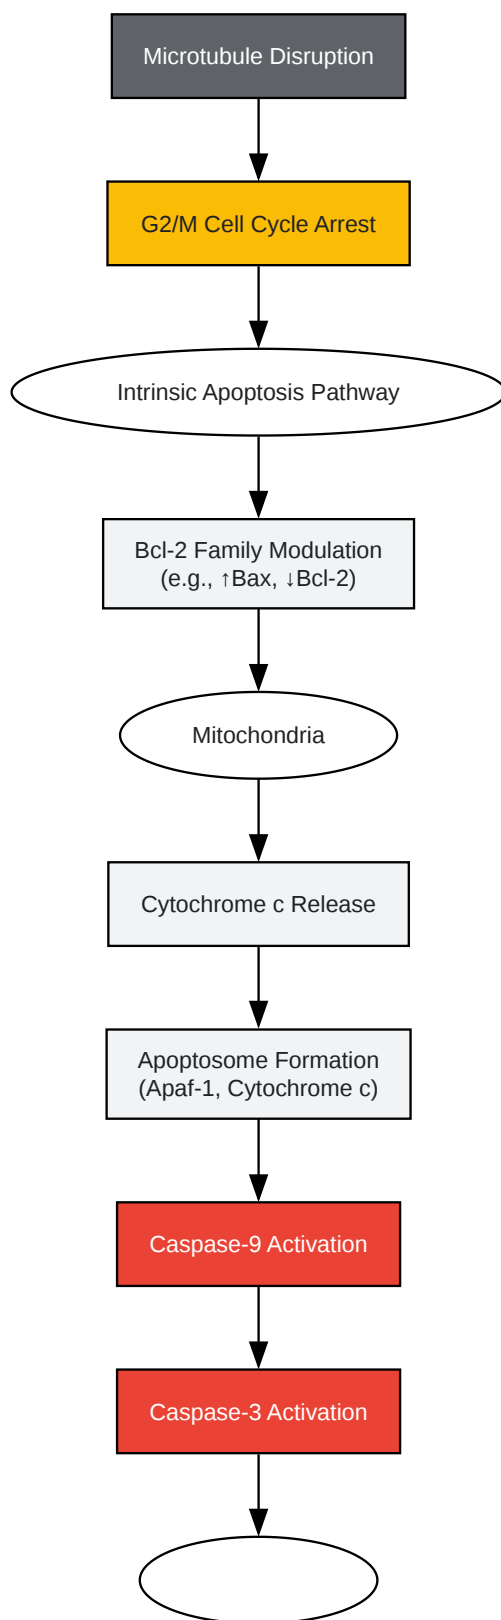 Microtubule Disruption
G2/M Cell Cycle Arrest
Intrinsic Apoptosis Pathway
Bcl-2 Family Modulation
(e.g., ↑Bax, ↓Bcl-2)
Mitochondria
Cytochrome c Release
Apoptosome Formation
(Apaf-1, Cytochrome c)
Caspase-9 Activation
Caspase-3 Activation